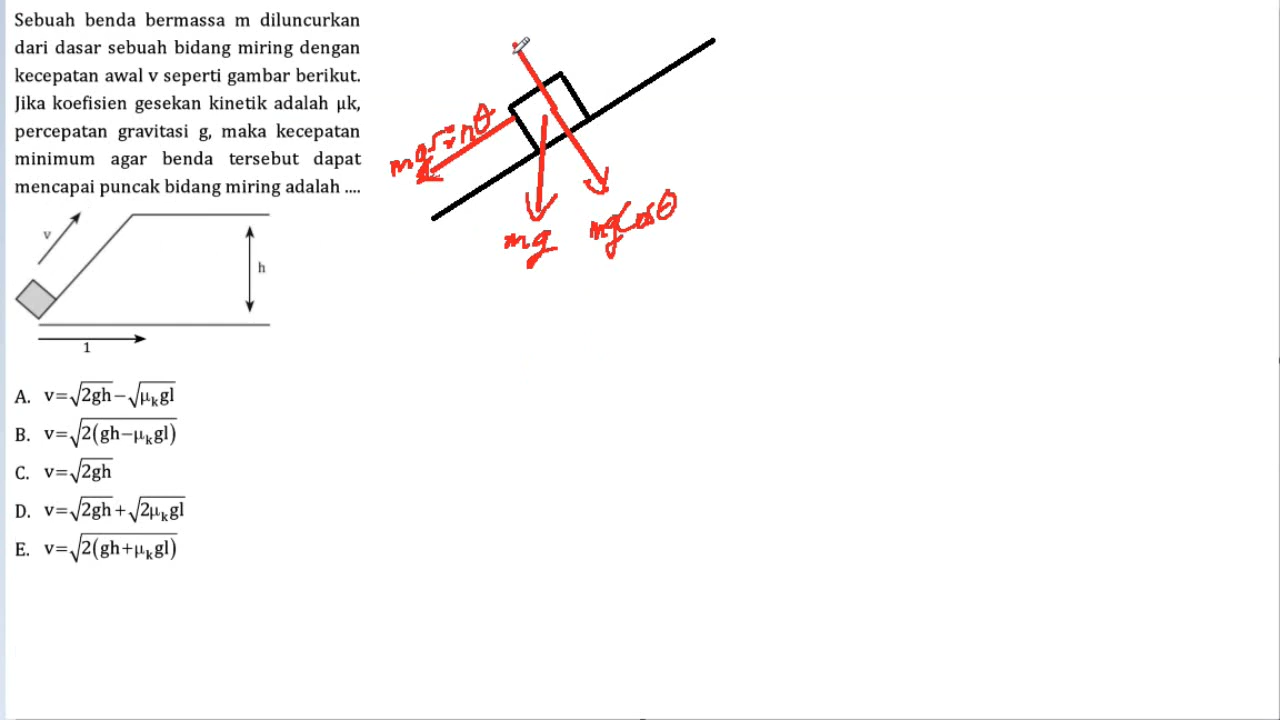 Sebuah benda bermassa m diluncurkan
dari dasar sebuah bidang miring dengan
kecepatan awal v seperti gambar berikut.
Jika koefisien gesekan kinetik adalah μk,
percepatan gravitasi g, maka kecepatan
minimum agar benda tersebut dapat
mencapai puncak bidang miring adalah ....
v
h
1
A. v=√2gh−√μₖgl
B. v=√2(gh−μₖgl)
C. v=√2gh
D. v=√2gh+√2μₖgl
E. v=√2(gh+μₖgl)
mg sin θ
mg
mg cos θ